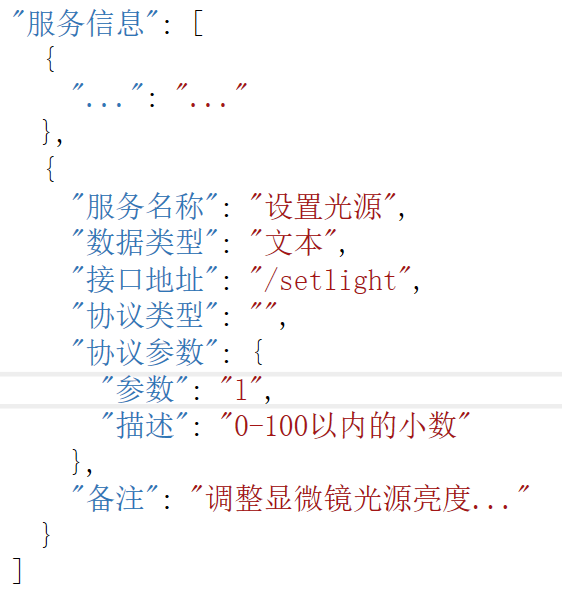 "服务信息": [
{
"...": "..."
},
{
"服务名称": "设置光源",
"数据类型": "文本",
"接口地址": "/setlight",
"协议类型": "",
"协议参数": {
"参数": "1",
"描述": "0-100以内的小数"
},
"备注": "调整显微镜光源亮度..."
}
]